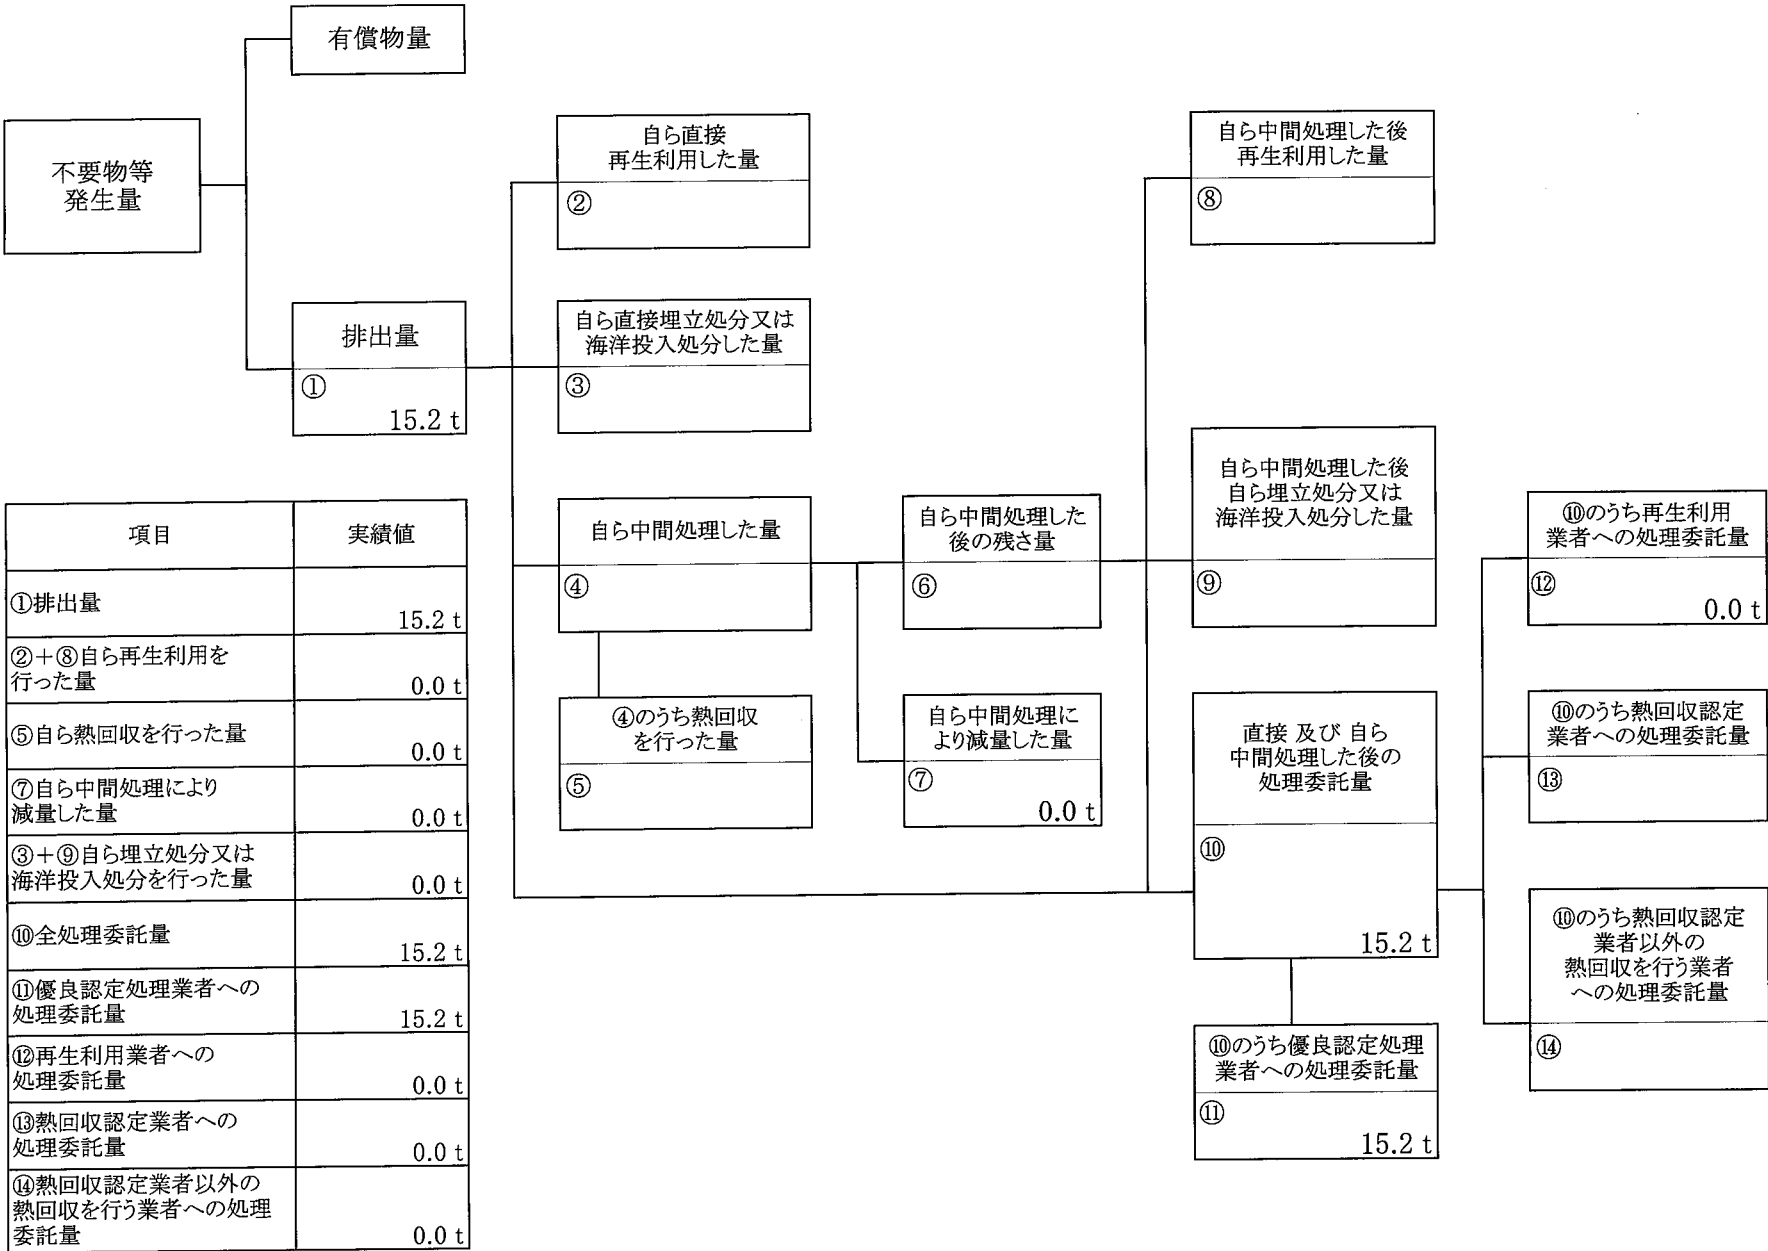 有償物量
不要物等
発生量
排出量
①
15.2 t
自ら直接
再生利用した量
②
自ら直接埋立処分又は
海洋投入処分した量
③
自ら中間処理した量
④
④のうち熱回収
を行った量
⑤
自ら中間処理した
後の残さ量
⑥
自ら中間処理に
より減量した量
⑦
0.0 t
自ら中間処理した後
再生利用した量
⑧
自ら中間処理した後
自ら埋立処分又は
海洋投入処分した量
⑨
直接 及び 自ら
中間処理した後の
処理委託量
⑩
15.2 t
⑩のうち優良認定処理
業者への処理委託量
⑪
15.2 t
⑩のうち再生利用
業者への処理委託量
⑫
0.0 t
⑩のうち熱回収認定
業者への処理委託量
⑬
⑩のうち熱回収認定
業者以外の
熱回収を行う業者
への処理委託量
⑭
項目 実績値
①排出量
15.2 t
②+⑧自ら再生利用を
行った量
0.0 t
⑤自ら熱回収を行った量
0.0 t
⑦自ら中間処理により
減量した量
0.0 t
③+⑨自ら埋立処分又は
海洋投入処分を行った量
0.0 t
⑩全処理委託量
15.2 t
⑪優良認定処理業者への
処理委託量
15.2 t
⑫再生利用業者への
処理委託量
0.0 t
⑬熱回収認定業者への
処理委託量
0.0 t
⑭熱回収認定業者以外の
熱回収を行う業者への処理
委託量
0.0 t